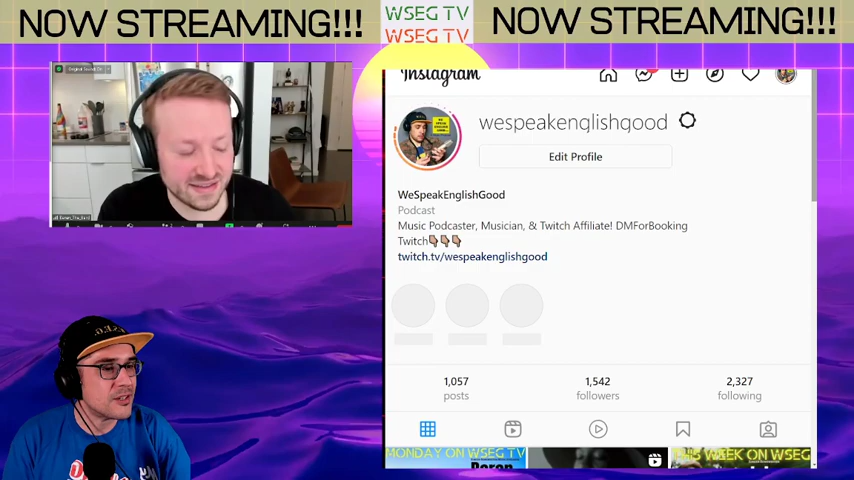 NOW STREAMING!!!
WSEG TV
WSEG TV
NOW STREAMING!!!
Instagram
wespeakenglishgood
Edit Profile
WeSpeakEnglishGood
Podcast
Music Podcaster, Musician, & Twitch Affiliate! DMForBooking
Twitch👇🏽👇🏽👇🏽
twitch.tv/wespeakenglishgood
1,057
posts
1,542
followers
2,327
following
MONDAY ON WSEG TV
THIS WEEK ON WSEG